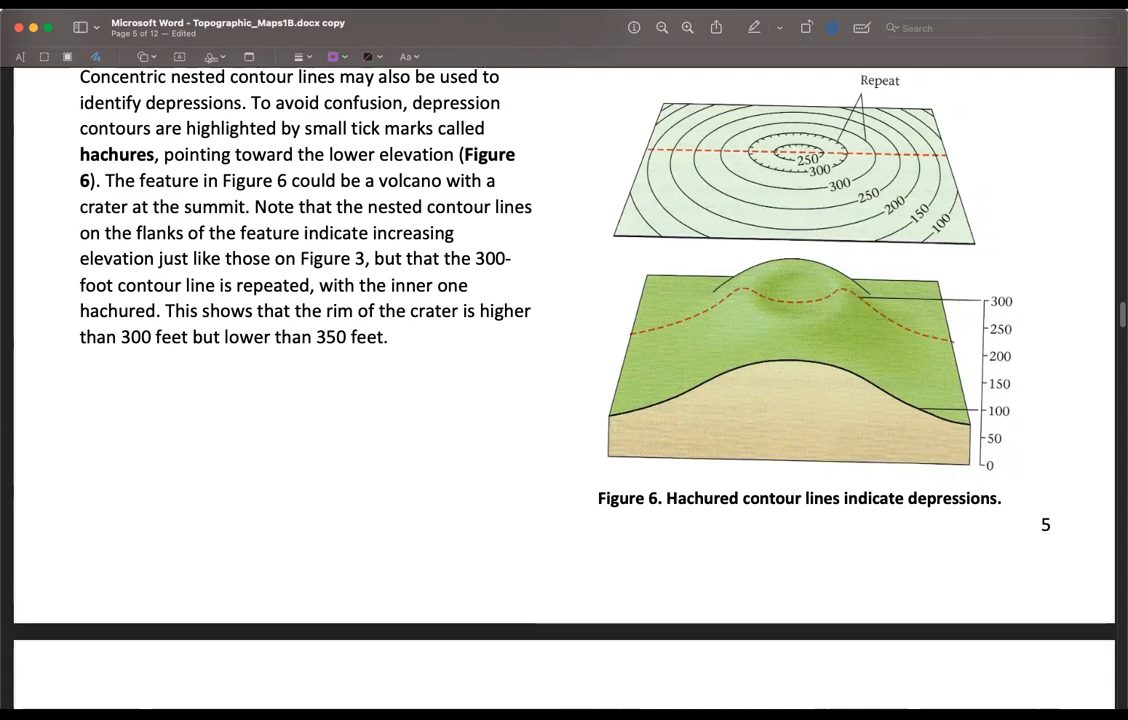 Microsoft Word - Topographic_Maps1B.docx copy
Page 5 of 12 — Edited
Search
Aa
Concentric nested contour lines may also be used to
identify depressions. To avoid confusion, depression
contours are highlighted by small tick marks called
hachures, pointing toward the lower elevation (Figure
6). The feature in Figure 6 could be a volcano with a
crater at the summit. Note that the nested contour lines
on the flanks of the feature indicate increasing
elevation just like those on Figure 3, but that the 300-
foot contour line is repeated, with the inner one
hachured. This shows that the rim of the crater is higher
than 300 feet but lower than 350 feet.
Repeat
250
300
300
250
200
150
100
300
250
200
150
100
50
0
Figure 6. Hachured contour lines indicate depressions.
5